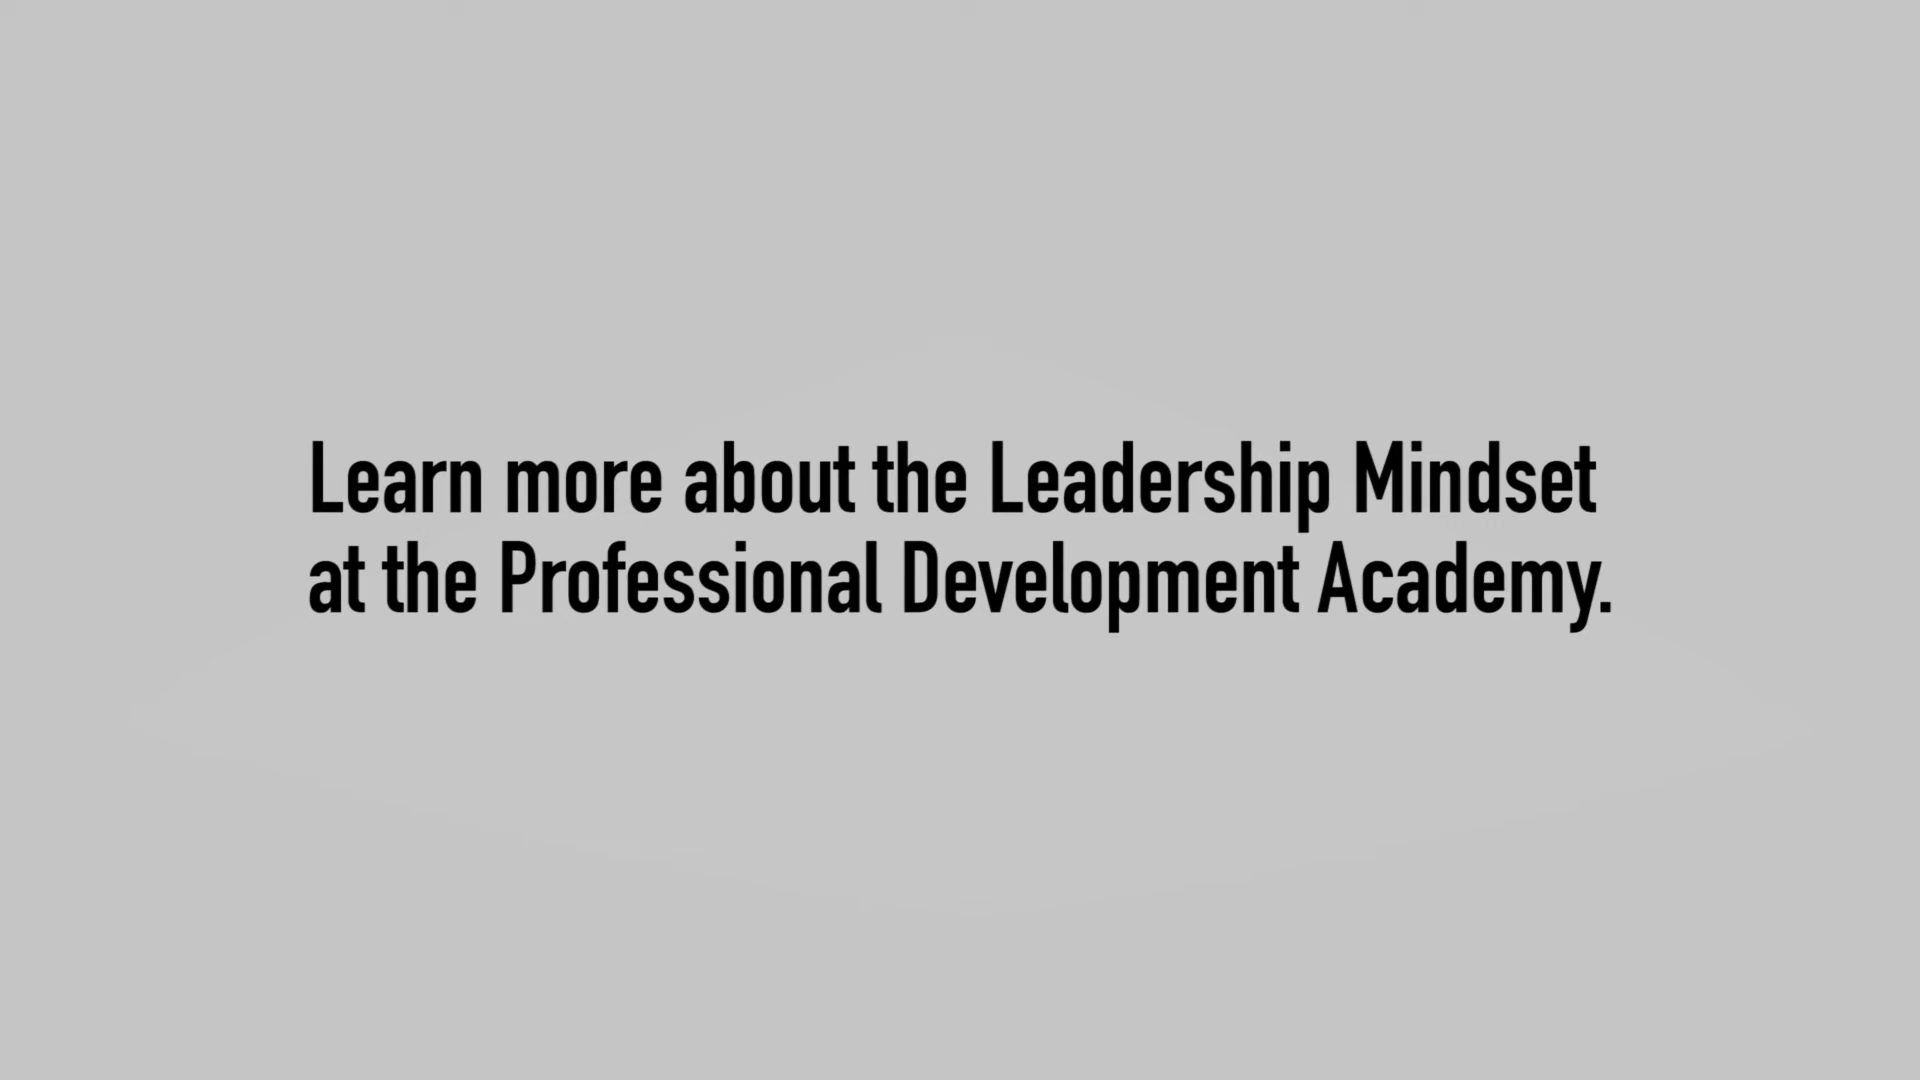 Learn more about the Leadership Mindset
at the Professional Development Academy.